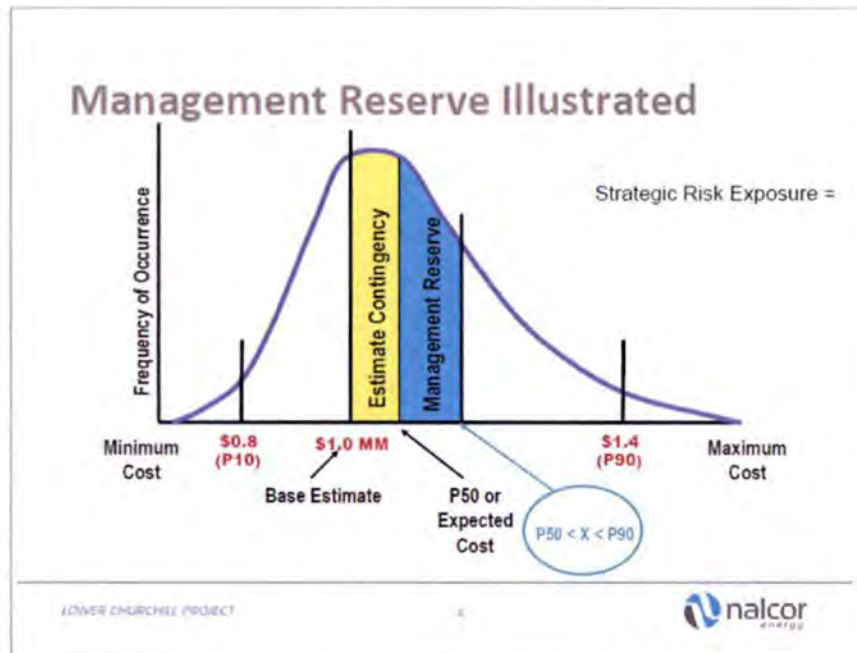 Management Reserve Illustrated
Strategic Risk Exposure =
Frequency of Occurrence
Estimate Contingency
Management Reserve
Minimum
Cost
$0.8
(P10)
$1.0 MM
$1.4
(P90)
Maximum
Cost
Base Estimate
P50 or
Expected
Cost
P50 < X < P90
LOWER CHURCHILL PROJECT
nalcor
energy